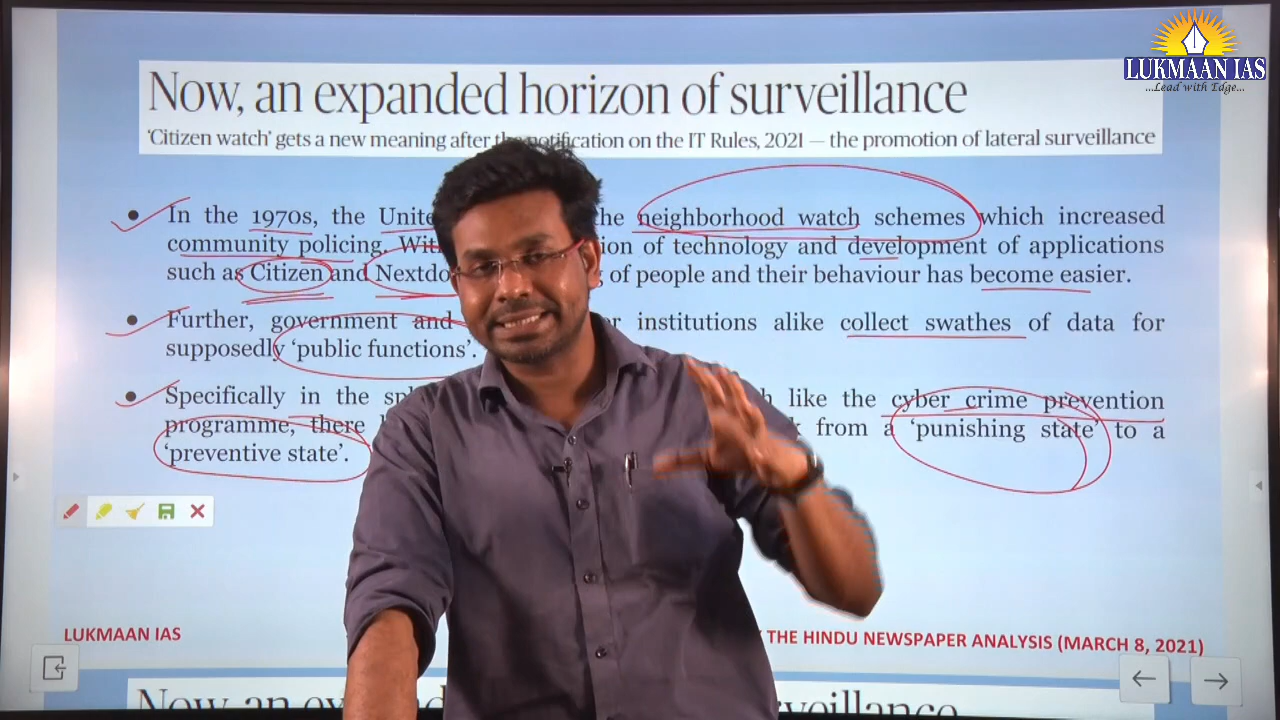 LUKMAAN IAS
...Lead with Edge...
Now, an expanded horizon of surveillance
'Citizen watch' gets a new meaning after the notification on the IT Rules, 2021 — the promotion of lateral surveillance
• In the 1970s, the the neighborhood watch schemes which increased
community policing. of technology and development of applications
such as Citizen and of people and their behaviour has become easier.
• Further, government and institutions alike collect swathes of data for
supposedly 'public functions'.
• Specifically in the like the cyber crime prevention
programme, there from a 'punishing state' to a
'preventive state'.
LUKMAAN IAS THE HINDU NEWSPAPER ANALYSIS (MARCH 8, 2021)
Now, an